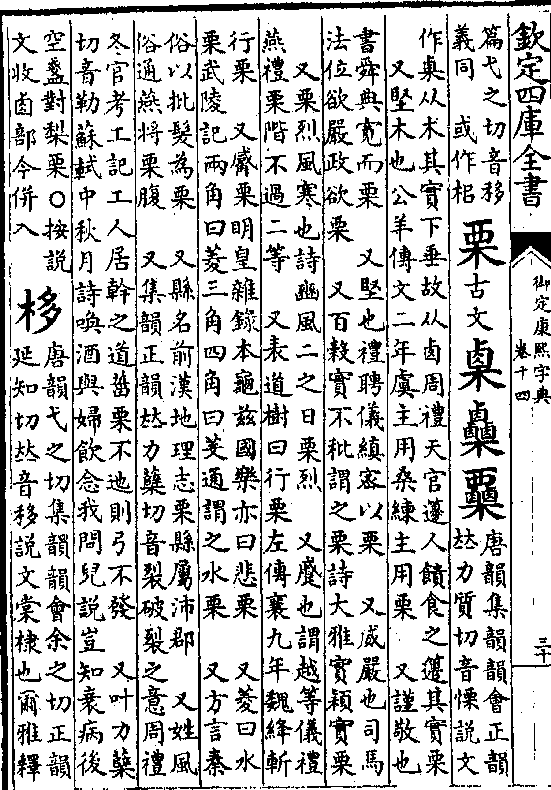 欽定四庫全書
御定康熙字典
卷十四
三十
篇弋之切音移
義同 或作
栗古文㮚𣡼𣡷
唐韻集韻韻會正韻
𠀤力質切音慄說文
作㮚从木其實下垂故从卤周禮天官籩人饋食之籩其實栗
又堅木也公羊傳文二年虞主用桑練主用栗 又謹敬也
書舜典寬而栗 又堅也禮聘儀縝密以栗 又威嚴也司馬
法位欲嚴政欲栗 又百穀實不秕謂之栗詩大雅實穎實栗
又栗烈風寒也詩豳風二之日栗烈 又蹙也謂越等儀禮
燕禮栗階不過二等 又表道樹曰行栗左傳襄九年魏絳斬
行栗 又觱栗明皇雜錄本龜兹國樂亦曰悲栗 又菱曰水
栗武陵記兩角曰菱三角四角曰芰通謂之水栗 又方言秦
俗以批髮為栗 又縣名前漢地理志栗縣屬沛郡 又姓風
俗通燕將栗腹 又集韻正韻𠀤力蘖切音裂破裂之意周禮
冬官考工記工人居幹之道菑栗不迆則弓不發 又叶力蘖
切音勒蘇軾中秋月詩喚酒與婦飲念我問兒說豈知衰病後
空盞對梨栗○按說
文收卤部今併入
栘
唐韻弋之切集韻韻會余之切正韻
延知切𠀤音移說文棠棣也爾雅釋